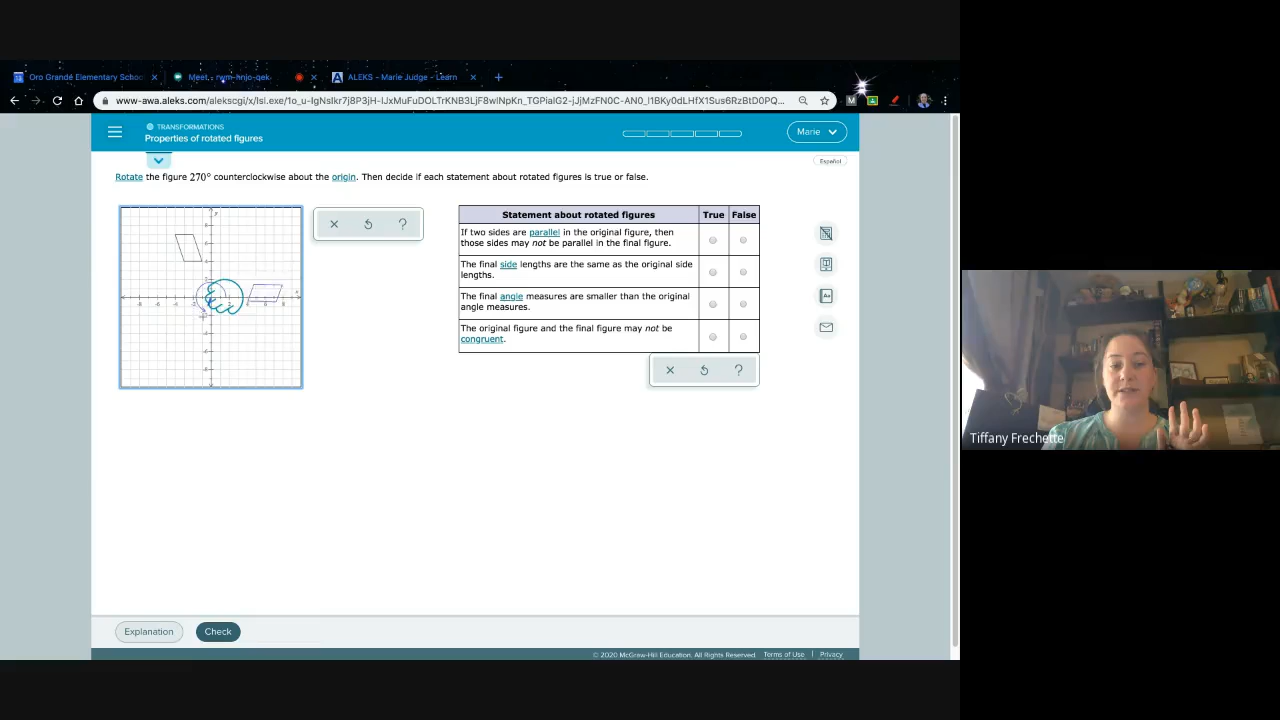 Oro Grande Elementary Schoo
Meet - rwm-hnjo-qek
ALEKS - Marie Judge - Learn
TRANSFORMATIONS
Properties of rotated figures
Marie
Español
Rotate the figure 270° counterclockwise about the origin. Then decide if each statement about rotated figures is true or false.
Statement about rotated figures True False
If two sides are parallel in the original figure, then
those sides may not be parallel in the final figure.
The final side lengths are the same as the original side
lengths.
The final angle measures are smaller than the original
angle measures.
The original figure and the final figure may not be
congruent.
Tiffany Frechette
Explanation
Check
© 2020 McGraw-Hill Education. All Rights Reserved. Terms of Use | Privacy